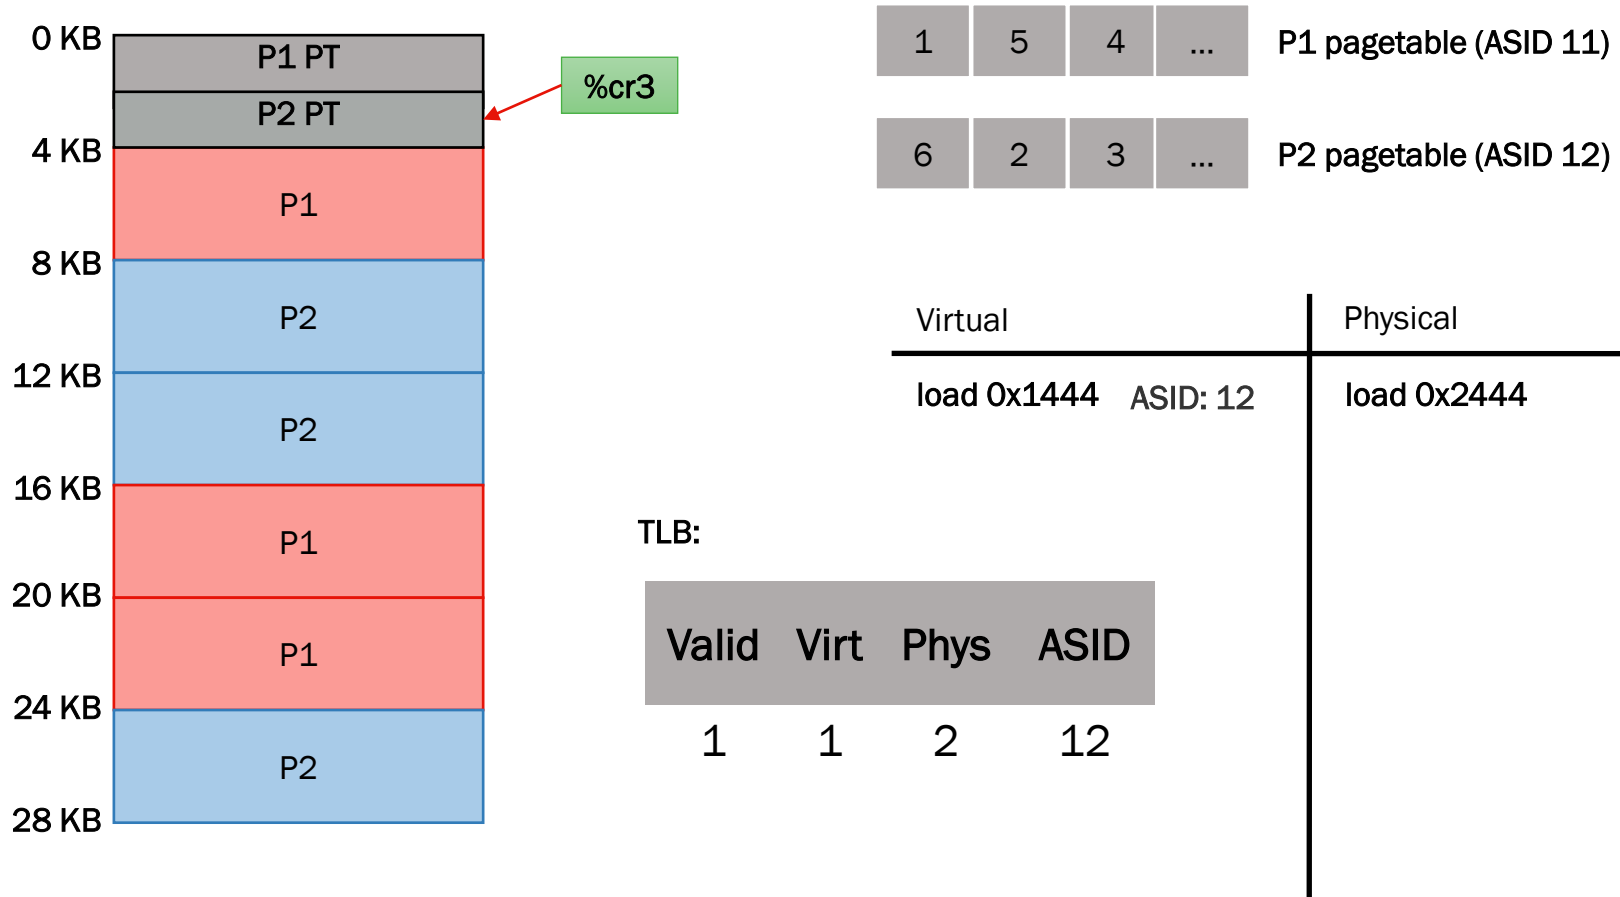 0 KB
P1 PT
P2 PT
%cr3
4 KB
P1
8 KB
P2
12 KB
P2
16 KB
P1
20 KB
P1
24 KB
P2
28 KB
1 5 4 ... P1 pagetable (ASID 11)
6 2 3 ... P2 pagetable (ASID 12)
Virtual Physical
load 0x1444 ASID: 12 load 0x2444
TLB:
Valid Virt Phys ASID
1 1 2 12